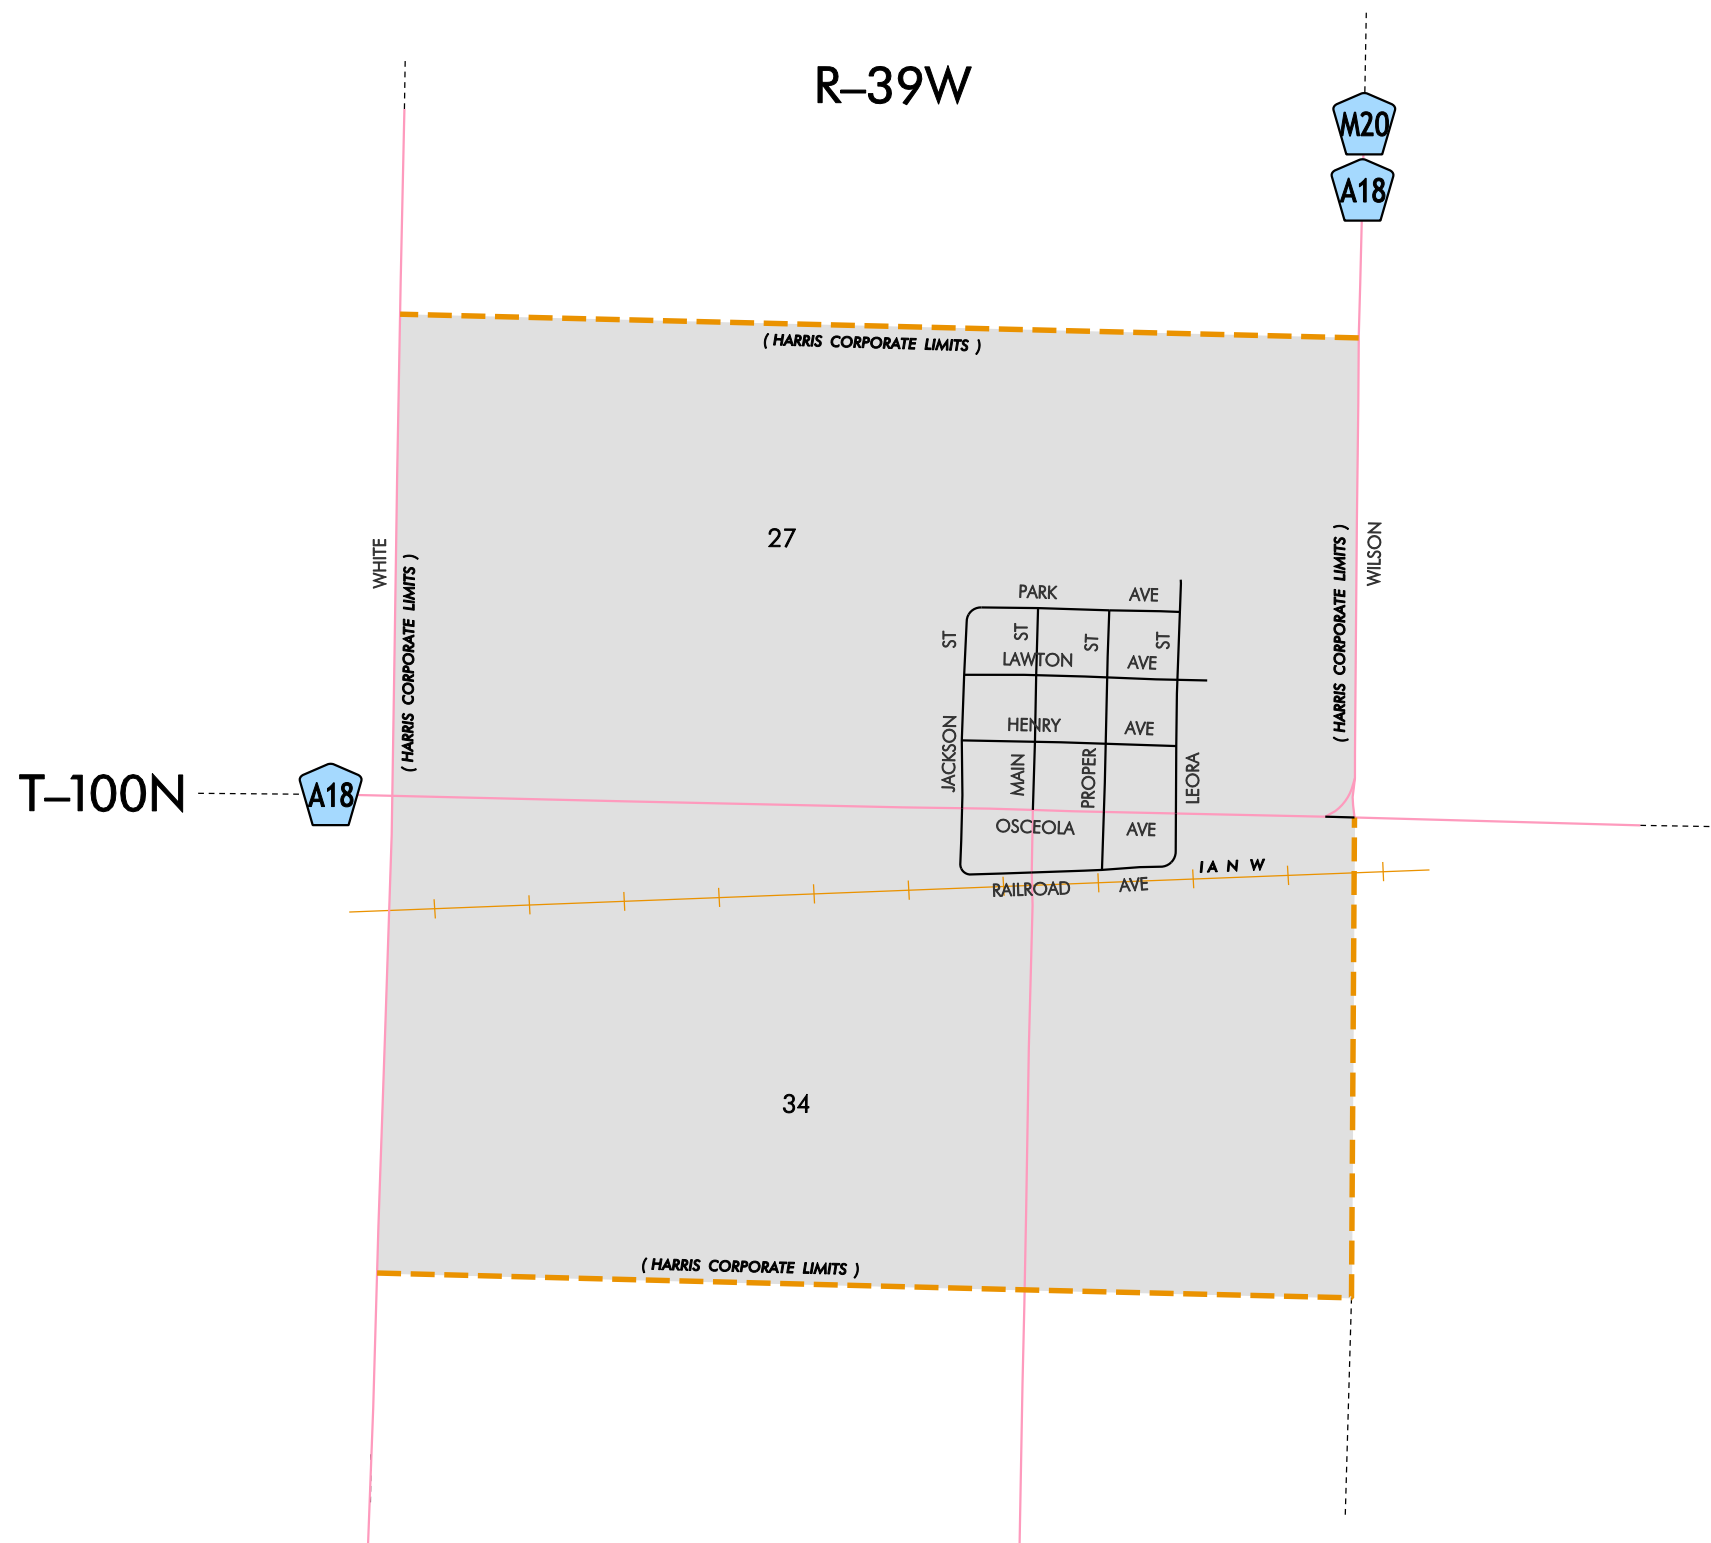 R–39W
M20
A18
( HARRIS CORPORATE LIMITS )
27
WHITE
( HARRIS CORPORATE LIMITS )
( HARRIS CORPORATE LIMITS )
WILSON
PARK AVE
JACKSON ST
MAIN ST
PROPER ST
LEORA ST
LAWTON AVE
HENRY AVE
T–100N
A18
OSCEOLA AVE
I A N W
RAILROAD AVE
34
( HARRIS CORPORATE LIMITS )